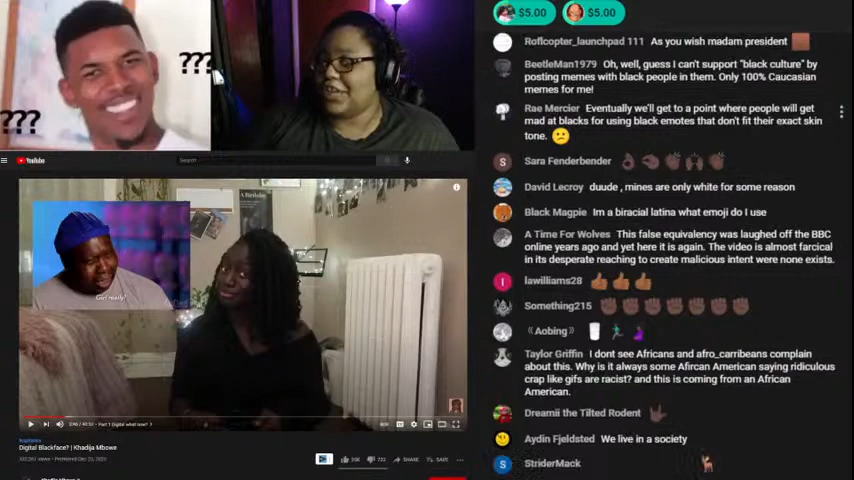 $5.00 $5.00
???
???
Roflcopter_launchpad 111 As you wish madam president
BeetleMan1979 Oh, well, guess I can't support "black culture" by
posting memes with black people in them. Only 100% Caucasian
memes for me!
Rae Mercier Eventually we'll get to a point where people will get
mad at blacks for using black emotes that don't fit their exact skin
tone.
YouTube
Search
S Sara Fenderbender
David Lecroy duude , mines are only white for some reason
A Birthday
Black Magpie Im a biracial latina what emoji do I use
A Time For Wolves This false equivalency was laughed off the BBC
online years ago and yet here it is again. The video is almost farcical
in its desperate reaching to create malicious intent were none exists.
I lawilliams28
Girl really!
Something215
《Aobing》
Taylor Griffin I dont see Africans and afro_carribeans complain
about this. Why is it always some Afircan American saying ridiculous
crap like gifs are racist? and this is coming from an African
American.
Dreamii the Tilted Rodent
Part 1 Digital what now? >
Aydin Fjeldsted We live in a society
Digital Blackface? | Khadija Mbowe
SHARE SAVE
S StriderMack